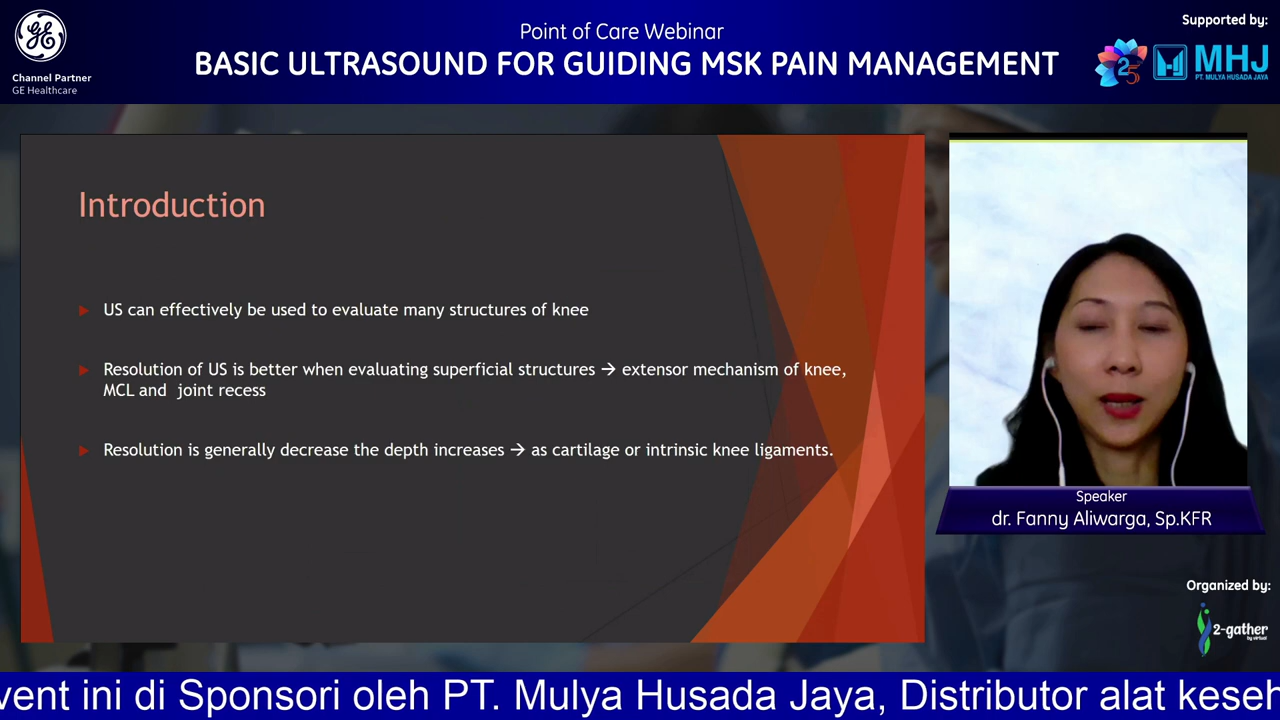 GE
Channel Partner
GE Healthcare
Point of Care Webinar
BASIC ULTRASOUND FOR GUIDING MSK PAIN MANAGEMENT
Supported by:
25
MHJ
PT. MULYA HUSADA JAYA
Introduction
US can effectively be used to evaluate many structures of knee
Resolution of US is better when evaluating superficial structures → extensor mechanism of knee,
MCL and joint recess
Resolution is generally decrease the depth increases → as cartilage or intrinsic knee ligaments.
Speaker
dr. Fanny Aliwarga, Sp.KFR
Organized by:
2-gather
by virtual
vent ini di Sponsori oleh PT. Mulya Husada Jaya, Distributor alat keseh